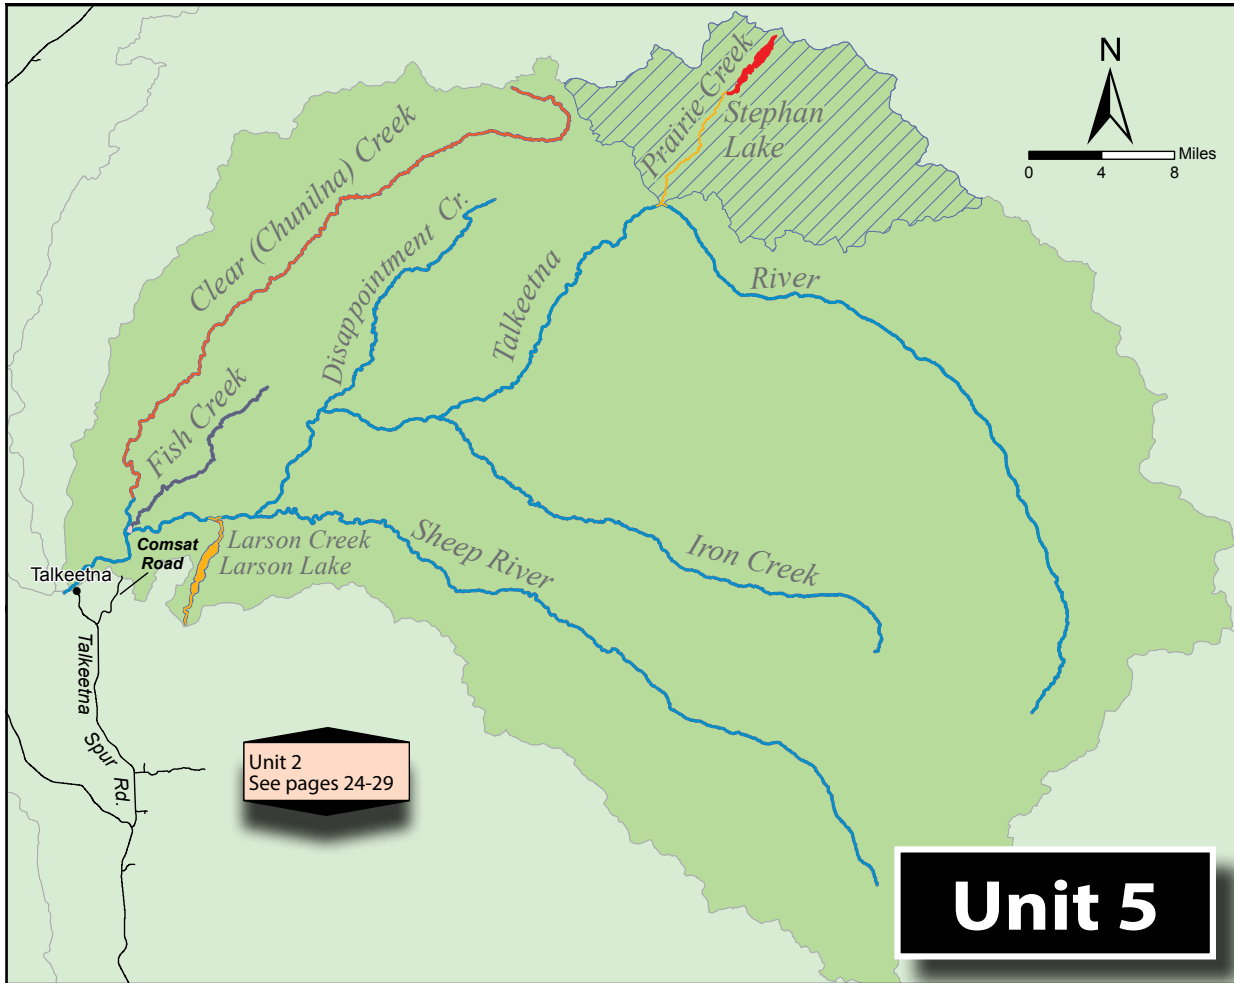 N
Miles
0 4 8
Prairie Creek
Stephan
Lake
Clear (Chunilna) Creek
Disappointment Cr.
Talkeetna
River
Fish Creek
Comsat
Road
Larson Creek
Larson Lake
Sheep River
Iron Creek
Talkeetna
Talkeetna Spur Rd.
Unit 2
See pages 24-29
Unit 5